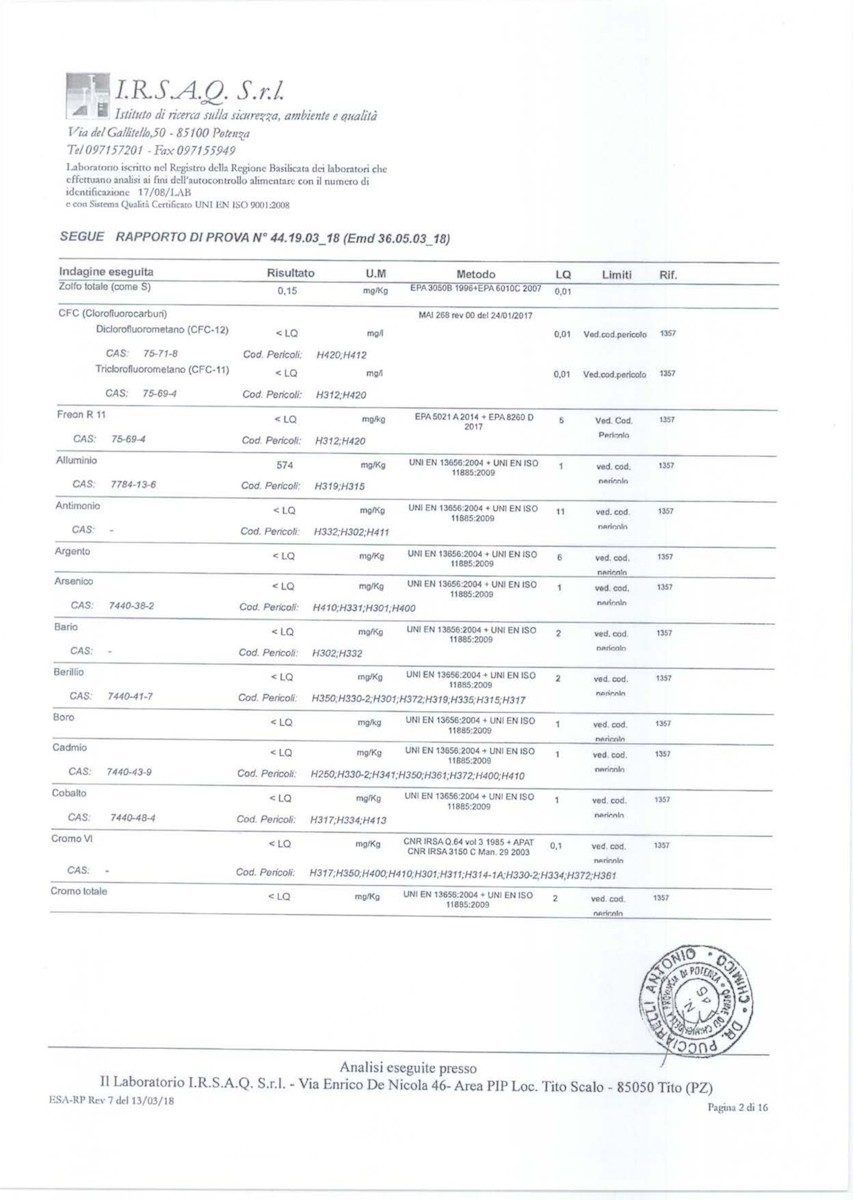 I.R.S.A.Q. S.r.l.
Istituto di ricerca sulla sicurezza, ambiente e qualità
Via del Gallitello,50 - 85100 Potenza
Tel 097157201 - Fax 097155949
Laboratorio iscritto nel Registro della Regione Basilicata dei laboratori che
effettuano analisi ai fini dell'autocontrollo alimentare con il numero di
identificazione 17/08/LAB
e con Sistema Qualità Certificato UNI EN ISO 9001:2008
SEGUE RAPPORTO DI PROVA N° 44.19.03_18 (Emd 36.05.03_18)
Indagine eseguita Risultato U.M Metodo LQ Limiti Rif.
Zolfo totale (come S) 0,15 mg/Kg EPA 3050B 1996+EPA 6010C 2007 0,01
CFC (Clorofluorocarburi) MAI 268 rev 00 del 24/01/2017
Diclorofluorometano (CFC-12) < LQ mg/l 0,01 Ved.cod.pericolo 1357
CAS: 75-71-8 Cod. Pericoli: H420;H412
Triclorofluorometano (CFC-11) < LQ mg/l 0,01 Ved.cod.pericolo 1357
CAS: 75-69-4 Cod. Pericoli: H312;H420
Freon R 11 < LQ mg/kg EPA 5021 A 2014 + EPA 8260 D 5 Ved. Cod. 1357
2017 Pericolo
CAS: 75-69-4 Cod. Pericoli: H312;H420
Alluminio 574 mg/Kg UNI EN 13656:2004 + UNI EN ISO 1 ved. cod. 1357
11885:2009 pericolo
CAS: 7784-13-6 Cod. Pericoli: H319;H315
Antimonio < LQ mg/Kg UNI EN 13656:2004 + UNI EN ISO 11 ved. cod. 1357
11885:2009 pericolo
CAS: - Cod. Pericoli: H332;H302;H411
Argento < LQ mg/Kg UNI EN 13656:2004 + UNI EN ISO 6 ved. cod. 1357
11885:2009 pericolo
Arsenico < LQ mg/Kg UNI EN 13656:2004 + UNI EN ISO 1 ved. cod. 1357
11885:2009 pericolo
CAS: 7440-38-2 Cod. Pericoli: H410;H331;H301;H400
Bario < LQ mg/Kg UNI EN 13656:2004 + UNI EN ISO 2 ved. cod. 1357
11885:2009 pericolo
CAS: - Cod. Pericoli: H302;H332
Berillio < LQ mg/Kg UNI EN 13656:2004 + UNI EN ISO 2 ved. cod. 1357
11885:2009 pericolo
CAS: 7440-41-7 Cod. Pericoli: H350;H330-2;H301;H372;H319;H335;H315;H317
Boro < LQ mg/kg UNI EN 13656:2004 + UNI EN ISO 1 ved. cod. 1357
11885:2009 pericolo
Cadmio < LQ mg/Kg UNI EN 13656:2004 + UNI EN ISO 1 ved. cod. 1357
11885:2009 pericolo
CAS: 7440-43-9 Cod. Pericoli: H250;H330-2;H341;H350;H361;H372;H400;H410
Cobalto < LQ mg/Kg UNI EN 13656:2004 + UNI EN ISO 1 ved. cod. 1357
11885:2009 pericolo
CAS: 7440-48-4 Cod. Pericoli: H317;H334;H413
Cromo VI < LQ mg/Kg CNR IRSA Q.64 vol 3 1985 + APAT 0,1 ved. cod. 1357
CNR IRSA 3150 C Man. 29 2003 pericolo
CAS: - Cod. Pericoli: H317;H350;H400;H410;H301;H311;H314-1A;H330-2;H334;H372;H361
Cromo totale < LQ mg/Kg UNI EN 13656:2004 + UNI EN ISO 2 ved. cod. 1357
11885:2009 pericolo
DR. PUCCIARELLI ANTONIO • CHIMICO •
ORDINE DEI CHIMICI DELLA PROVINCIA DI POTENZA
N. 45
Analisi eseguite presso
Il Laboratorio I.R.S.A.Q. S.r.l. - Via Enrico De Nicola 46- Area PIP Loc. Tito Scalo - 85050 Tito (PZ)
ESA-RP Rev 7 del 13/03/18
Pagina 2 di 16